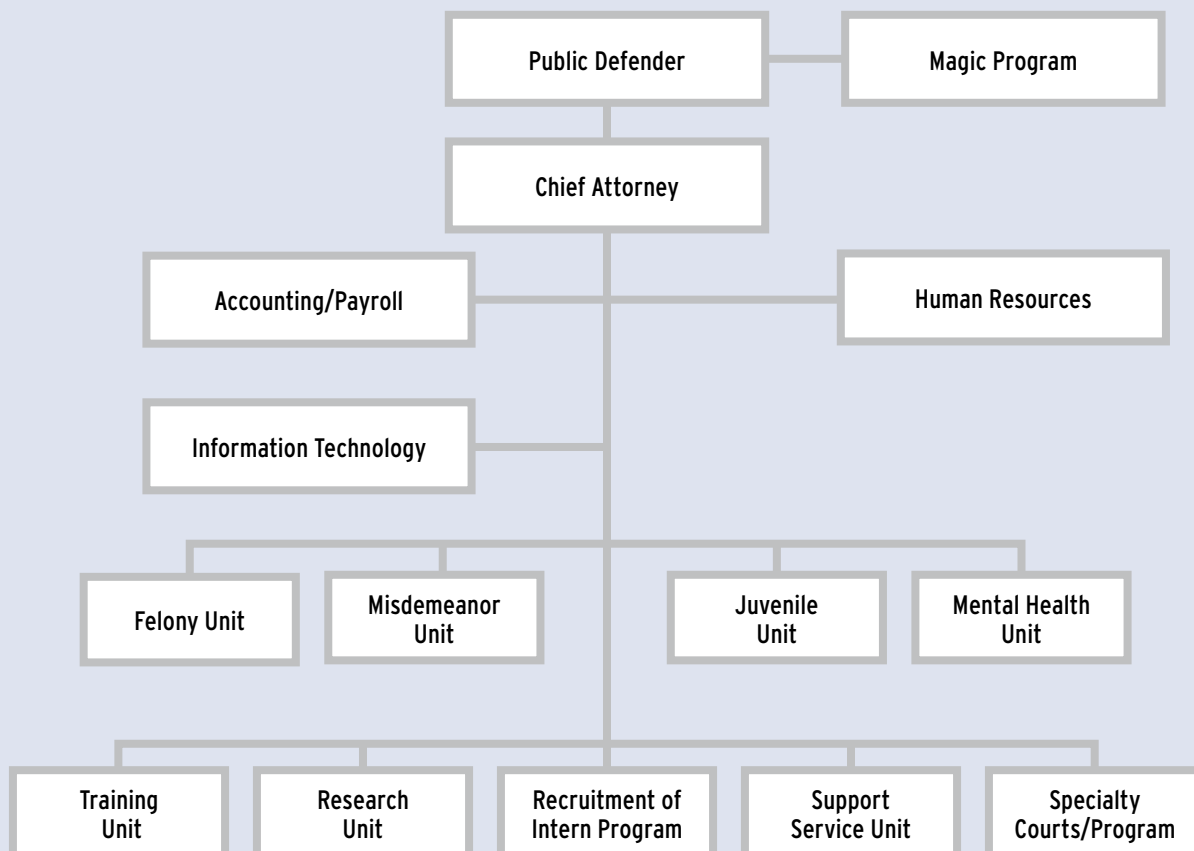 Public Defender
Magic Program
Chief Attorney
Accounting/Payroll
Human Resources
Information Technology
Felony Unit
Misdemeanor
Unit
Juvenile
Unit
Mental Health
Unit
Training
Unit
Research
Unit
Recruitment of
Intern Program
Support
Service Unit
Specialty
Courts/Program